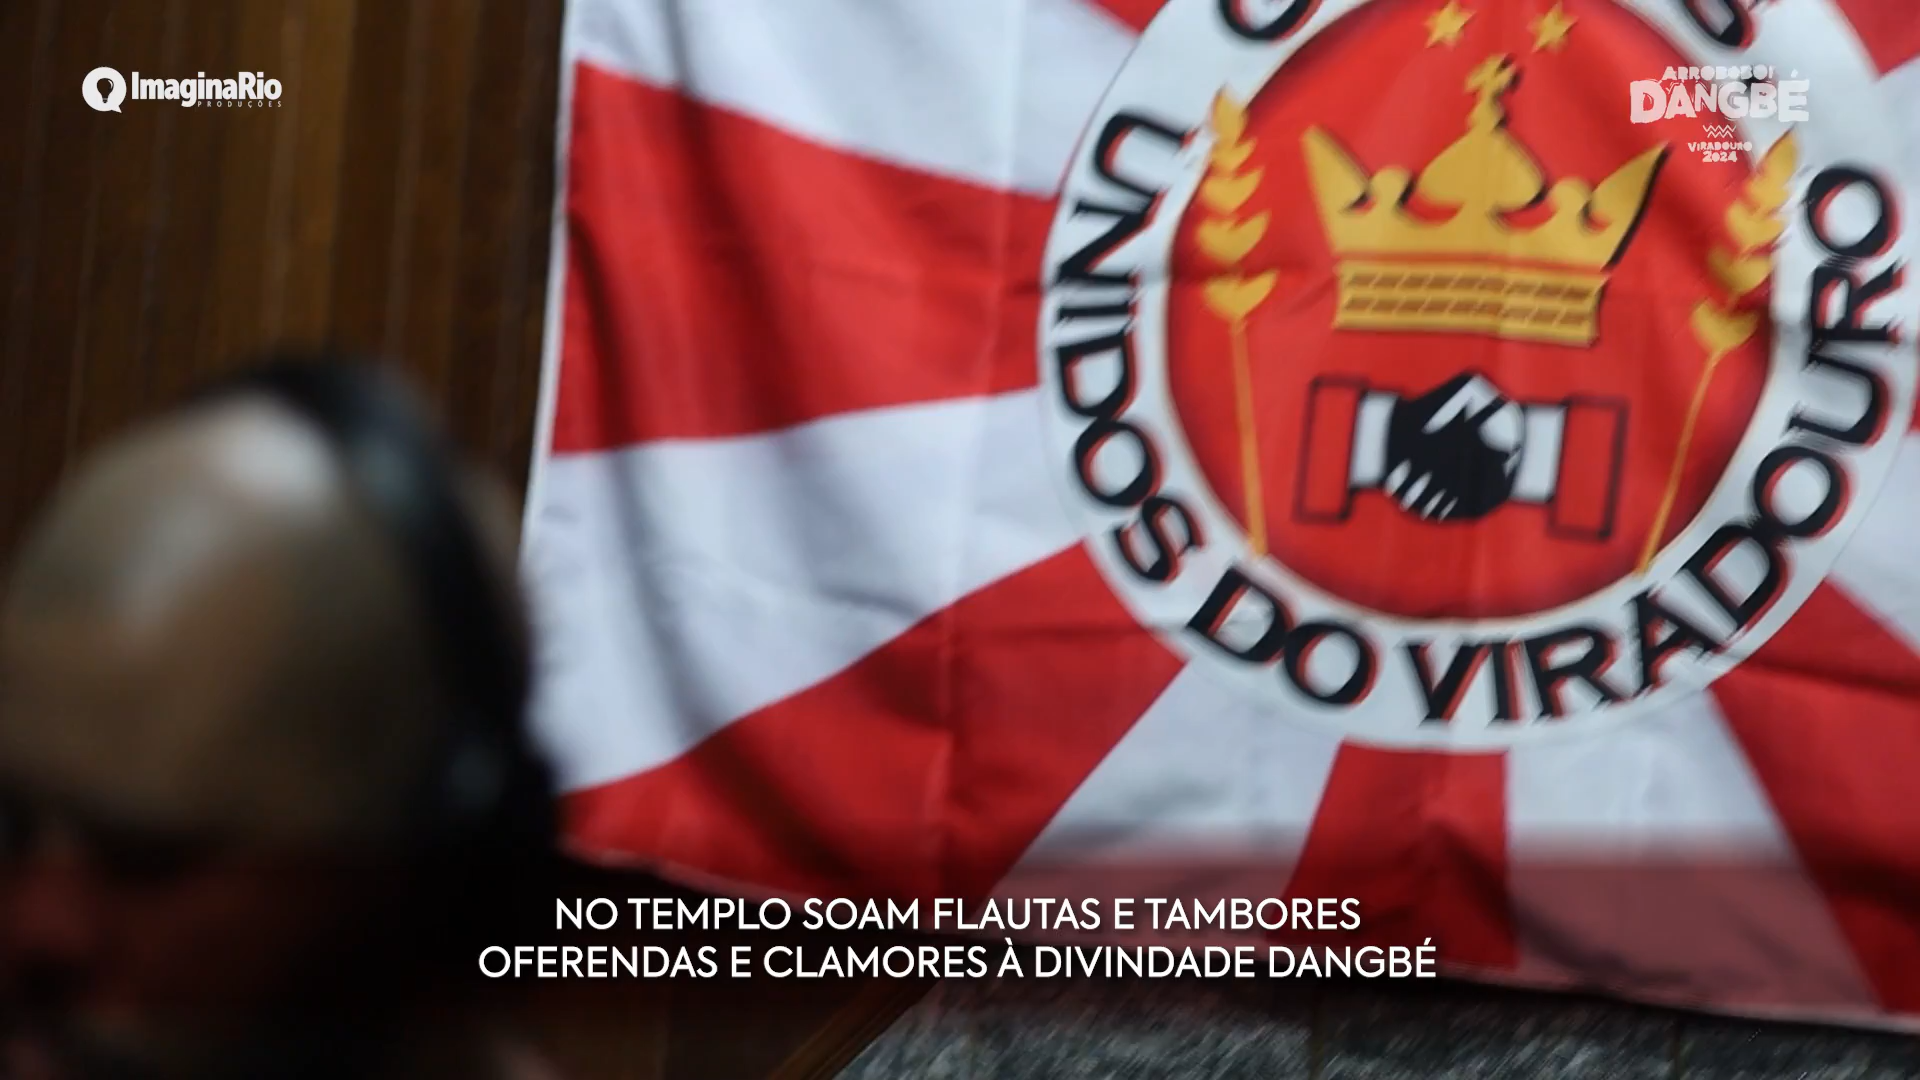 ImaginaRio
PRODUÇÕES
ARROBOBOI
DANGBÉ
VIRADOURO
2024
UNIDOS DO VIRADOURO
NO TEMPLO SOAM FLAUTAS E TAMBORES
OFERENDAS E CLAMORES À DIVINDADE DANGBÉ